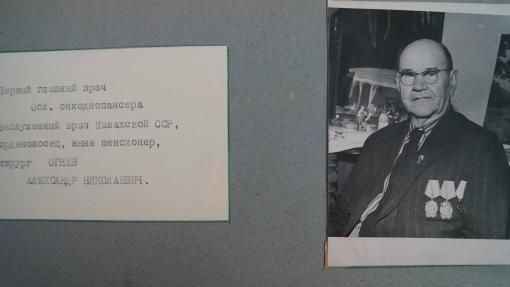 Первый главный врач
Обл. онкодиспансера
Заслуженный врач Казахской ССР,
орденоносец, ныне пенсионер,
хирург ОГНЕВ
АЛЕКСАНДР НИКОЛАЕВИЧ.